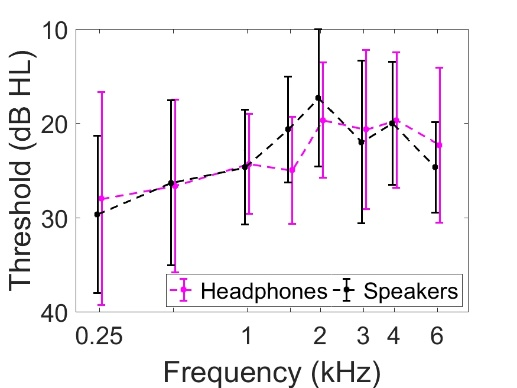 10
20
30
40
Threshold (dB HL)
Headphones Speakers
0.25 1 2 3 4 6
Frequency (kHz)